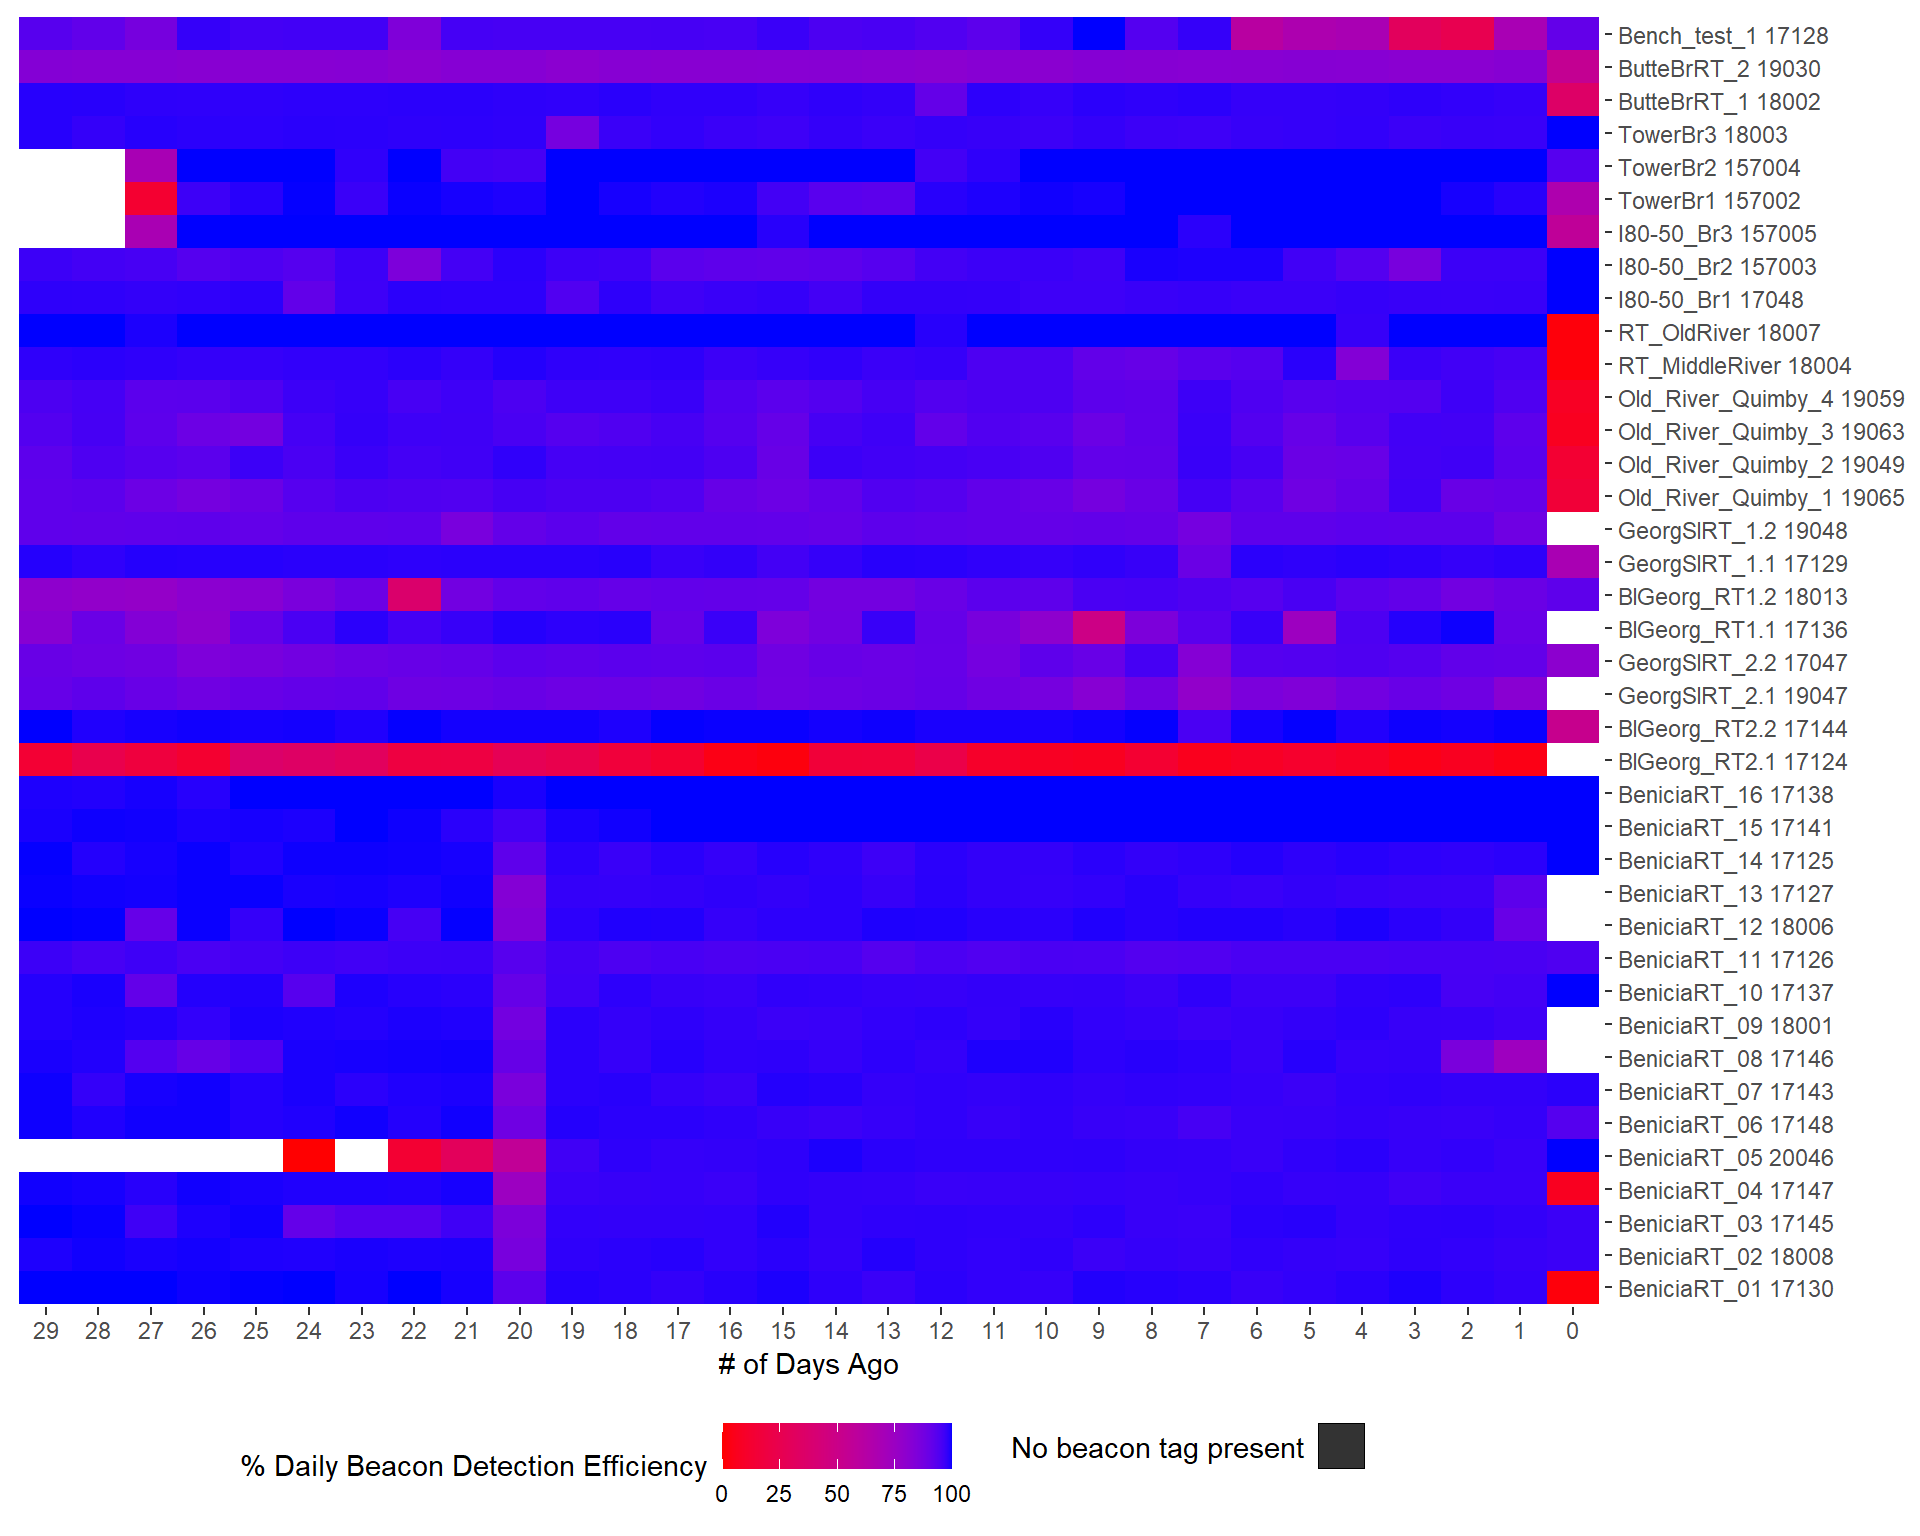 Bench_test_1 17128
ButteBrRT_2 19030
ButteBrRT_1 18002
TowerBr3 18003
TowerBr2 157004
TowerBr1 157002
I80-50_Br3 157005
I80-50_Br2 157003
I80-50_Br1 17048
RT_OldRiver 18007
RT_MiddleRiver 18004
Old_River_Quimby_4 19059
Old_River_Quimby_3 19063
Old_River_Quimby_2 19049
Old_River_Quimby_1 19065
GeorgSlRT_1.2 19048
GeorgSlRT_1.1 17129
BlGeorg_RT1.2 18013
BlGeorg_RT1.1 17136
GeorgSlRT_2.2 17047
GeorgSlRT_2.1 19047
BlGeorg_RT2.2 17144
BlGeorg_RT2.1 17124
BeniciaRT_16 17138
BeniciaRT_15 17141
BeniciaRT_14 17125
BeniciaRT_13 17127
BeniciaRT_12 18006
BeniciaRT_11 17126
BeniciaRT_10 17137
BeniciaRT_09 18001
BeniciaRT_08 17146
BeniciaRT_07 17143
BeniciaRT_06 17148
BeniciaRT_05 20046
BeniciaRT_04 17147
BeniciaRT_03 17145
BeniciaRT_02 18008
BeniciaRT_01 17130
29 28 27 26 25 24 23 22 21 20 19 18 17 16 15 14 13 12 11 10 9 8 7 6 5 4 3 2 1 0
# of Days Ago
% Daily Beacon Detection Efficiency
0 25 50 75 100
No beacon tag present